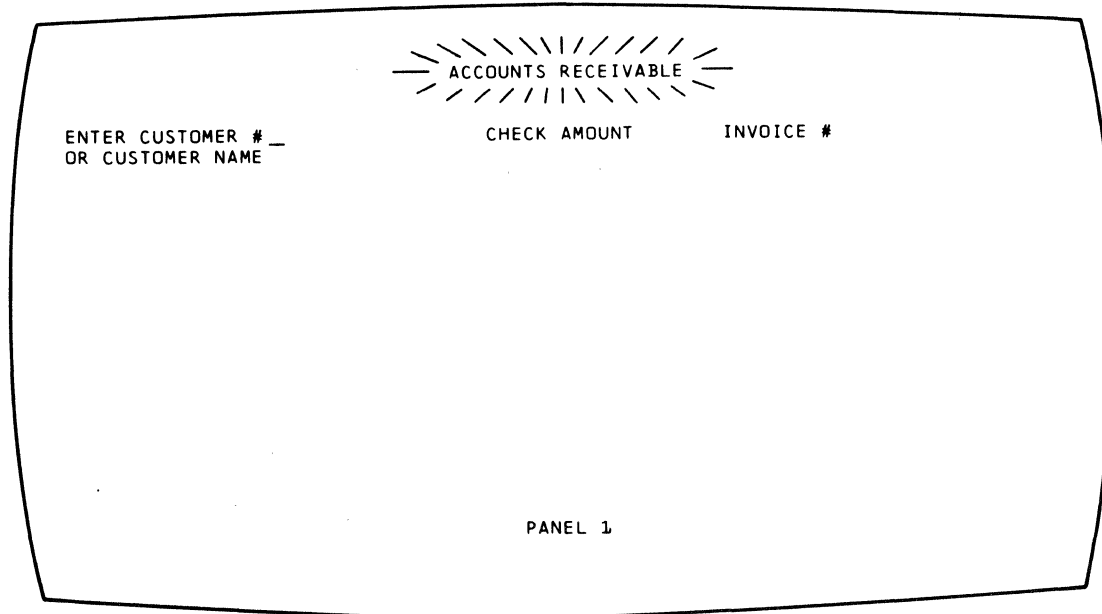 ACCOUNTS RECEIVABLE
ENTER CUSTOMER #_ CHECK AMOUNT INVOICE #
OR CUSTOMER NAME
PANEL 1